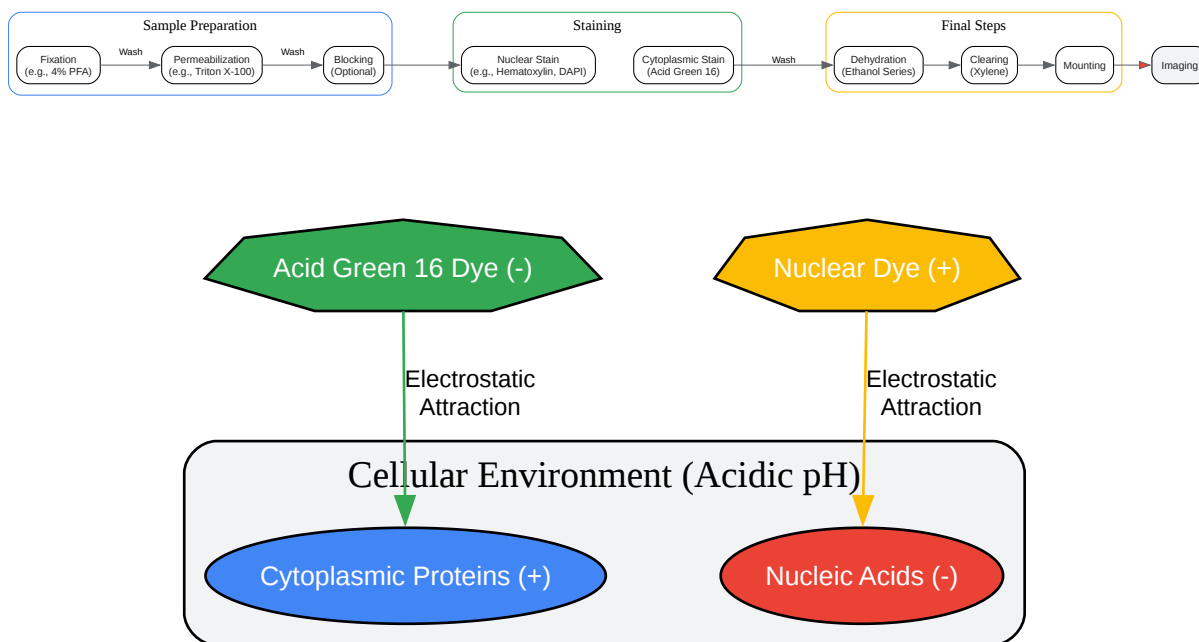 Sample Preparation
Fixation
(e.g., 4% PFA)
Wash
Permeabilization
(e.g., Triton X-100)
Wash
Blocking
(Optional)
Staining
Nuclear Stain
(e.g., Hematoxylin, DAPI)
Cytoplasmic Stain
(Acid Green 16)
Wash
Final Steps
Dehydration
(Ethanol Series)
Clearing
(Xylene)
Mounting
Imaging
Acid Green 16 Dye (-)
Nuclear Dye (+)
Electrostatic
Attraction
Electrostatic
Attraction
Cellular Environment (Acidic pH)
Cytoplasmic Proteins (+)
Nucleic Acids (-)